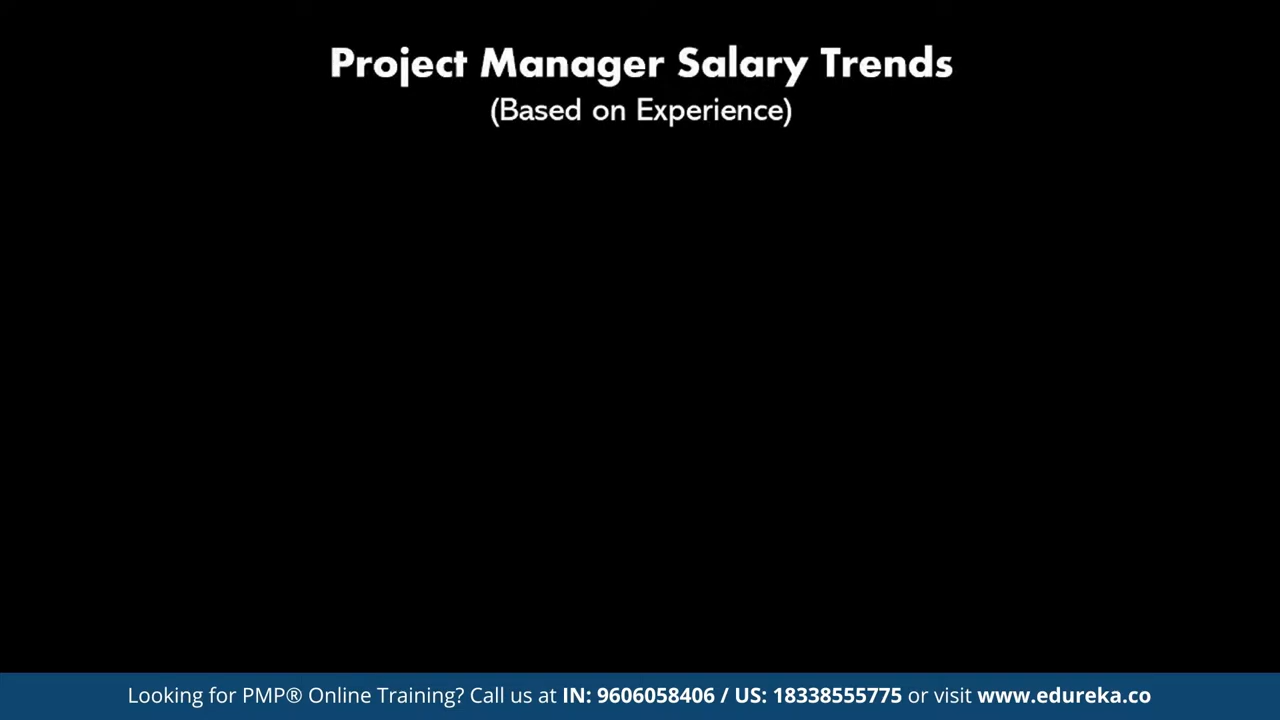 Project Manager Salary Trends
(Based on Experience)
Looking for PMP® Online Training? Call us at IN: 9606058406 / US: 18338555775 or visit www.edureka.co